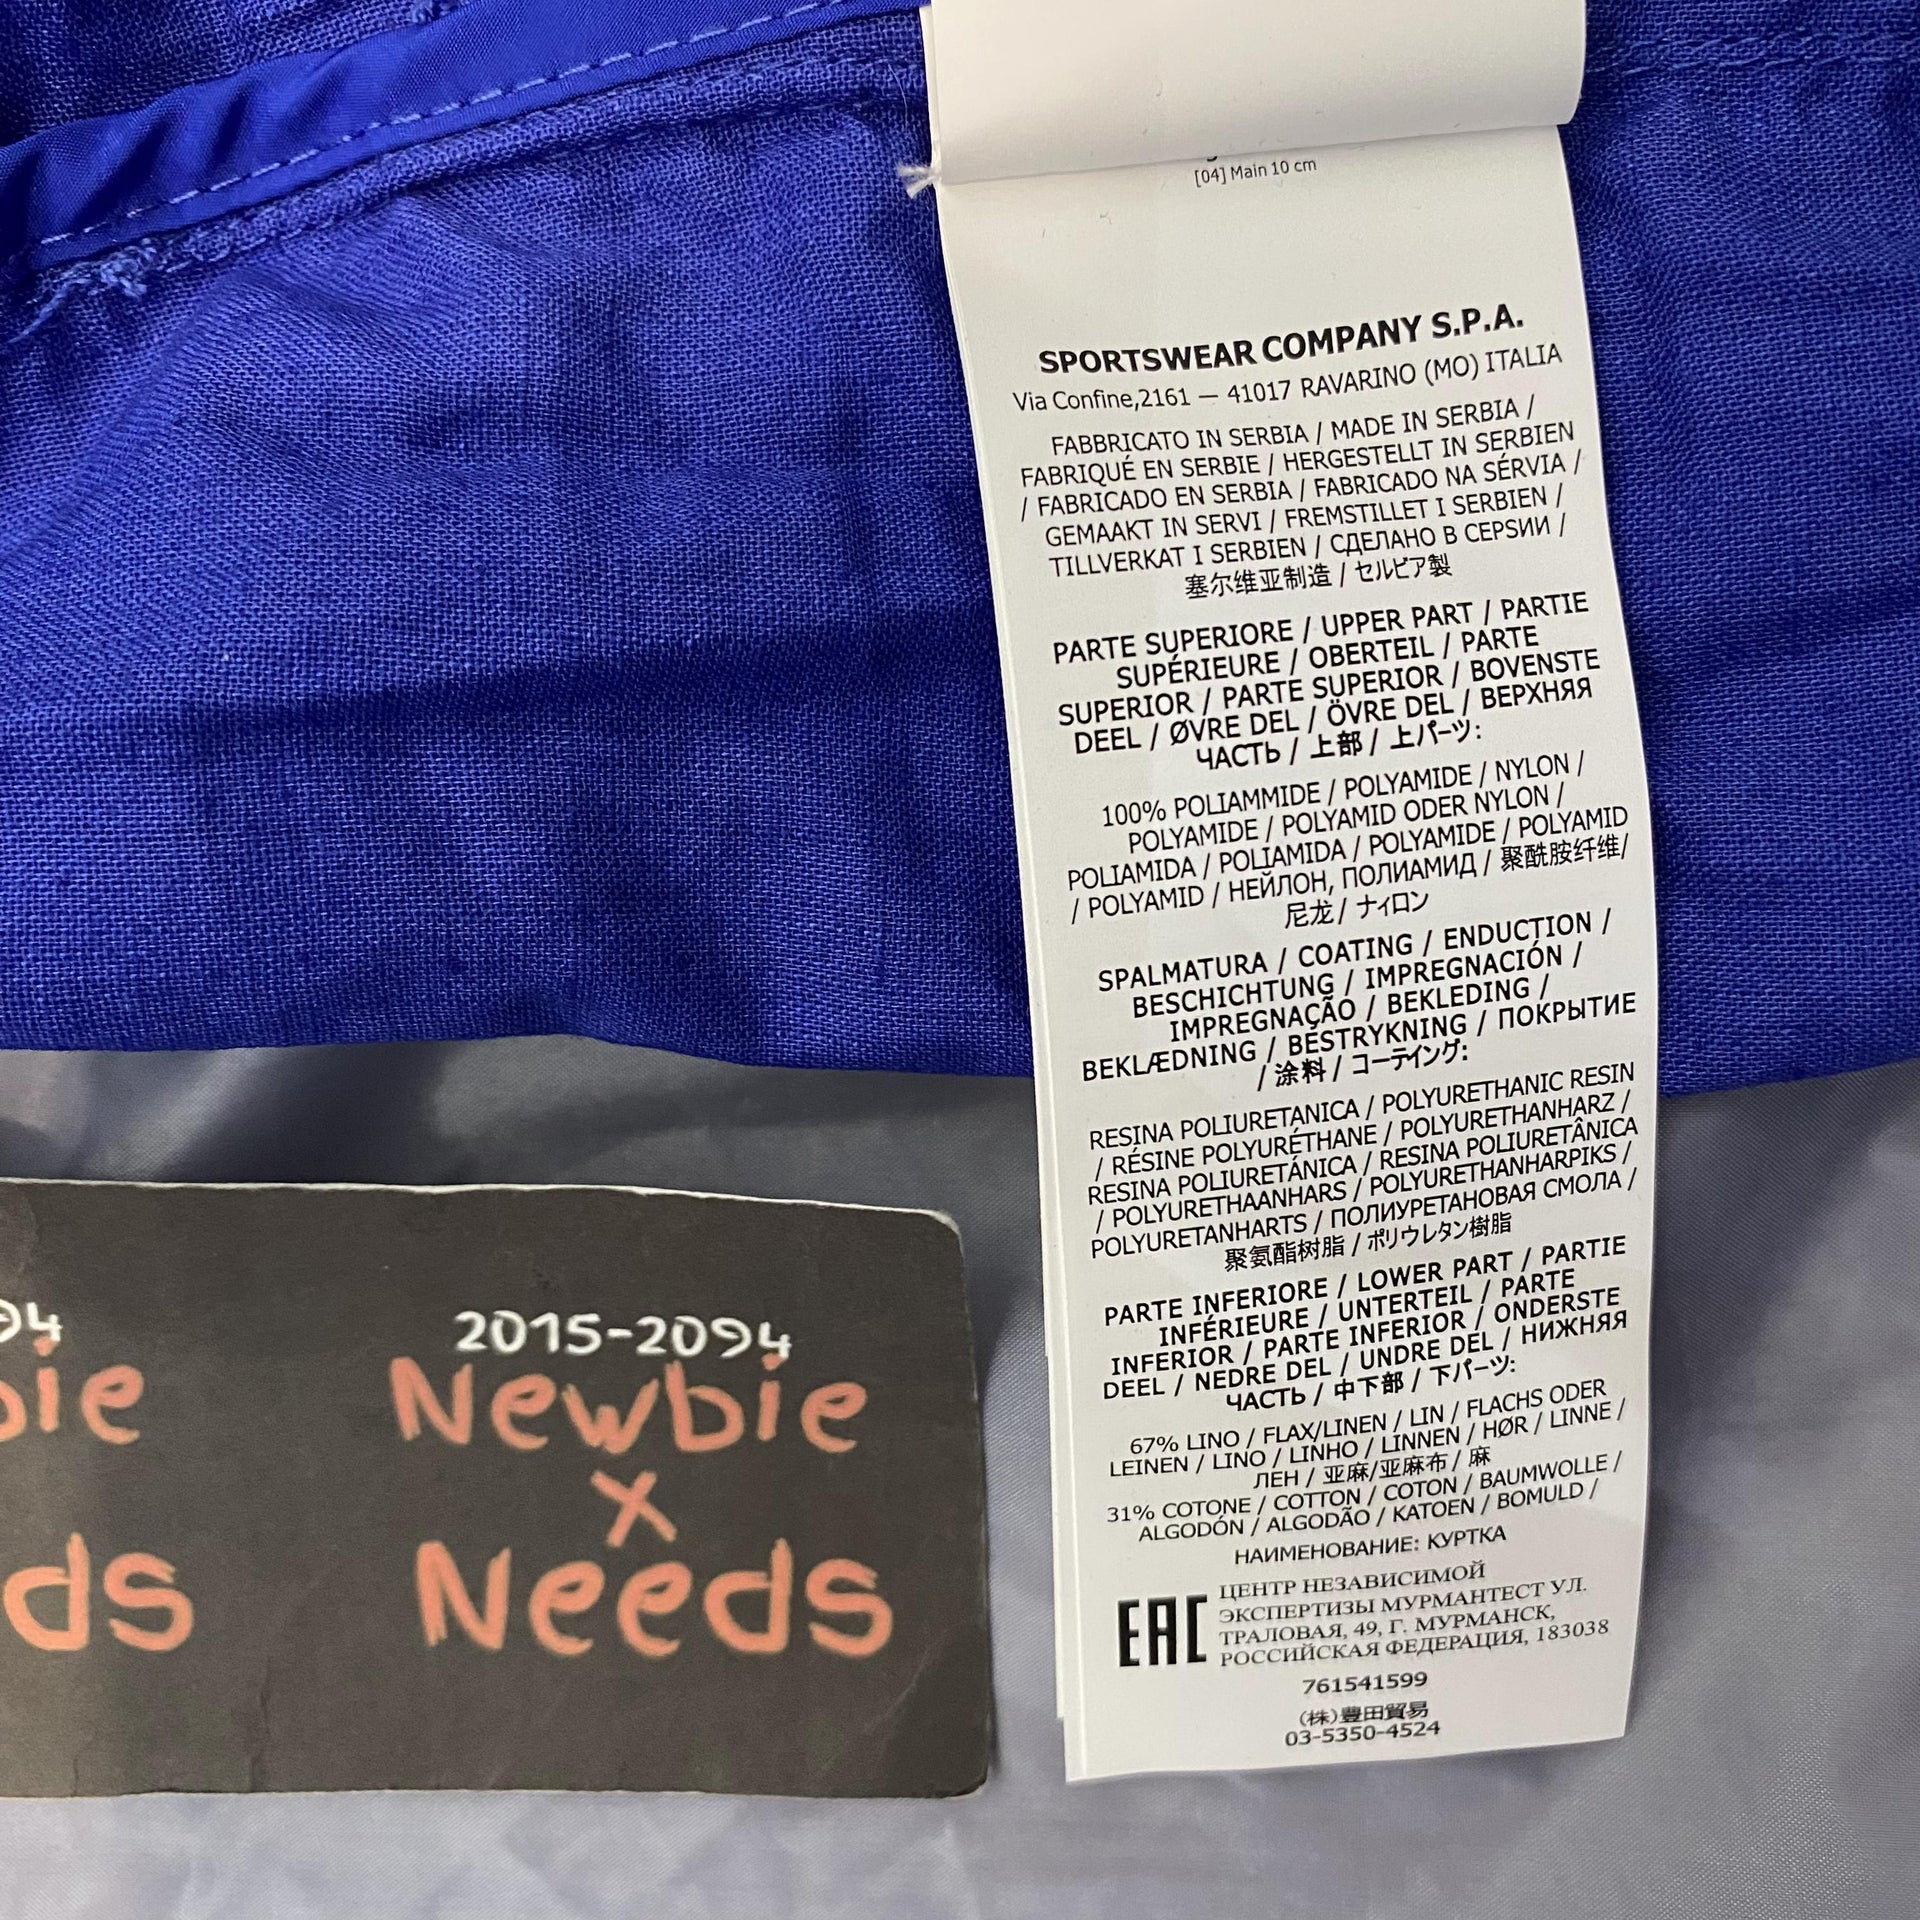 [04] Main 10 cm
SPORTSWEAR COMPANY S.P.A.
Via Confine,2161 — 41017 RAVARINO (MO) ITALIA
FABBRICATO IN SERBIA / MADE IN SERBIA /
FABRIQUÉ EN SERBIE / HERGESTELLT IN SERBIEN
/ FABRICADO EN SERBIA / FABRICADO NA SÉRVIA /
GEMAAKT IN SERVI / FREMSTILLET I SERBIEN /
TILLVERKAT I SERBIEN / СДЕЛАНО В СЕРSИИ /
塞尔维亚制造 / セルビア製
PARTE SUPERIORE / UPPER PART / PARTIE
SUPÉRIEURE / OBERTEIL / PARTE
SUPERIOR / PARTE SUPERIOR / BOVENSTE
DEEL / ØVRE DEL / ÖVRE DEL / ВЕРХНЯЯ
ЧАСТЬ / 上部 / 上パーツ:
100% POLIAMMIDE / POLYAMIDE / NYLON /
POLYAMIDE / POLYAMID ODER NYLON /
POLIAMIDA / POLIAMIDA / POLYAMIDE / POLYAMID
/ POLYAMID / НЕЙЛОН, ПОЛИАМИД / 聚酰胺纤维/
尼龙 / ナィロン
SPALMATURA / COATING / ENDUCTION /
BESCHICHTUNG / IMPREGNACIÓN /
IMPREGNAÇÃO / BEKLEDING /
BEKLÆDNING / BESTRYKNING / ПОКРЫТИЕ
/ 涂料 / コーテイング:
RESINA POLIURETANICA / POLYURETHANIC RESIN
/ RÉSINE POLYURÉTHANE / POLYURETHANHARZ /
RESINA POLIURETÁNICA / RESINA POLIURETÂNICA
/ POLYURETHAANHARS / POLYURETHANHARPIKS /
POLYURETANHARTS / ПОЛИУРЕТАНОВАЯ СМОЛА /
聚氨酯树脂 / ポリウレタン樹脂
PARTE INFERIORE / LOWER PART / PARTIE
INFÉRIEURE / UNTERTEIL / PARTE
INFERIOR / PARTE INFERIOR / ONDERSTE
DEEL / NEDRE DEL / UNDRE DEL / НИЖНЯЯ
ЧАСТЬ / 中下部 / 下パーツ:
67% LINO / FLAX/LINEN / LIN / FLACHS ODER
LEINEN / LINO / LINHO / LINNEN / HØR / LINNE /
ЛЕН / 亚麻/亚麻布 / 麻
31% COTONE / COTTON / COTON / BAUMWOLLE /
ALGODÓN / ALGODÃO / KATOEN / BOMULD /
НАИМЕНОВАНИЕ: КУРТКА
EAC
ЦЕНТР НЕЗАВИСИМОЙ
ЭКСПЕРТИЗЫ МУРМАНТЕСТ УЛ.
ТРАЛОВАЯ, 49, Г. МУРМАНСК,
РОССИЙСКАЯ ФЕДЕРАЦИЯ, 183038
761541599
(株)豊田貿易
03-5350-4524
94
bie
ds
2015-2094
Newbie
x
Needs